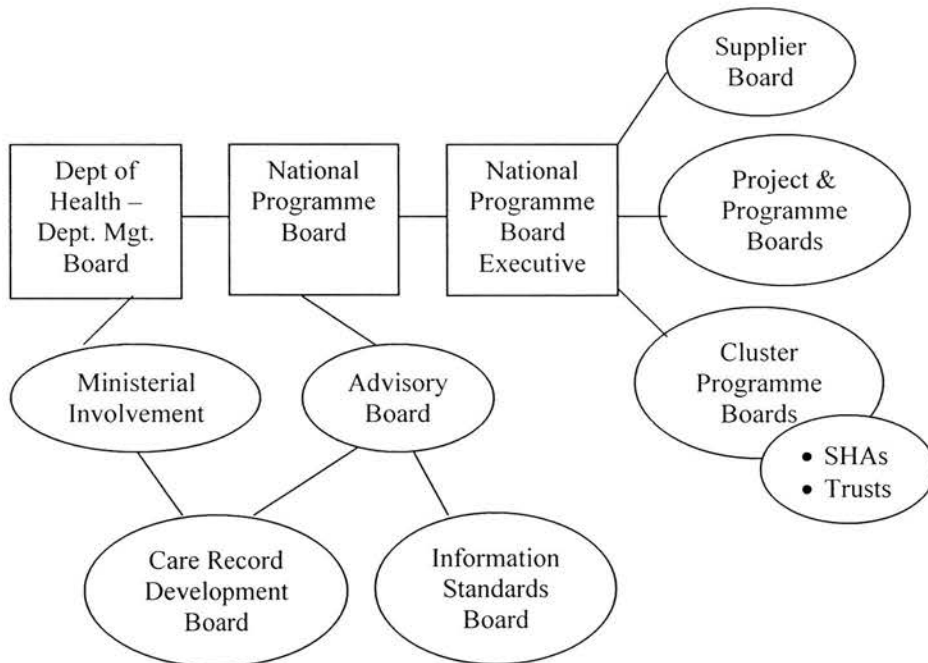 Supplier
Board
Dept of
Health –
Dept. Mgt.
Board
National
Programme
Board
National
Programme
Board
Executive
Project &
Programme
Boards
Ministerial
Involvement
Advisory
Board
Cluster
Programme
Boards
• SHAs
• Trusts
Care Record
Development
Board
Information
Standards
Board